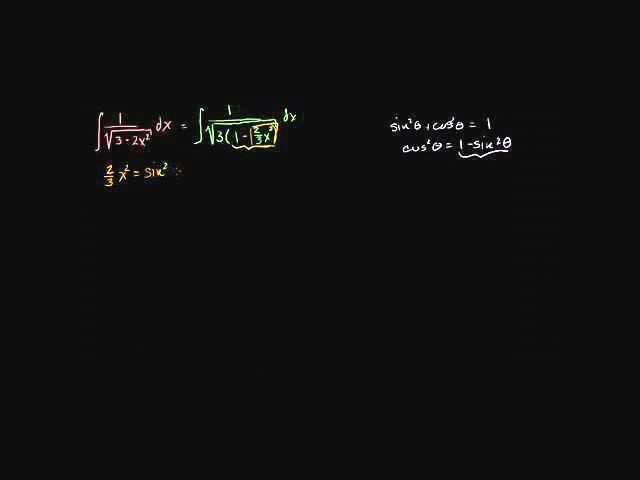 ∫ 1/√(3 - 2x²) dx = ∫ 1/√(3(1 - 2/3 x²)) dx
2/3 x² = sin²
sin²θ + cos²θ = 1
cos²θ = 1 - sin²θ